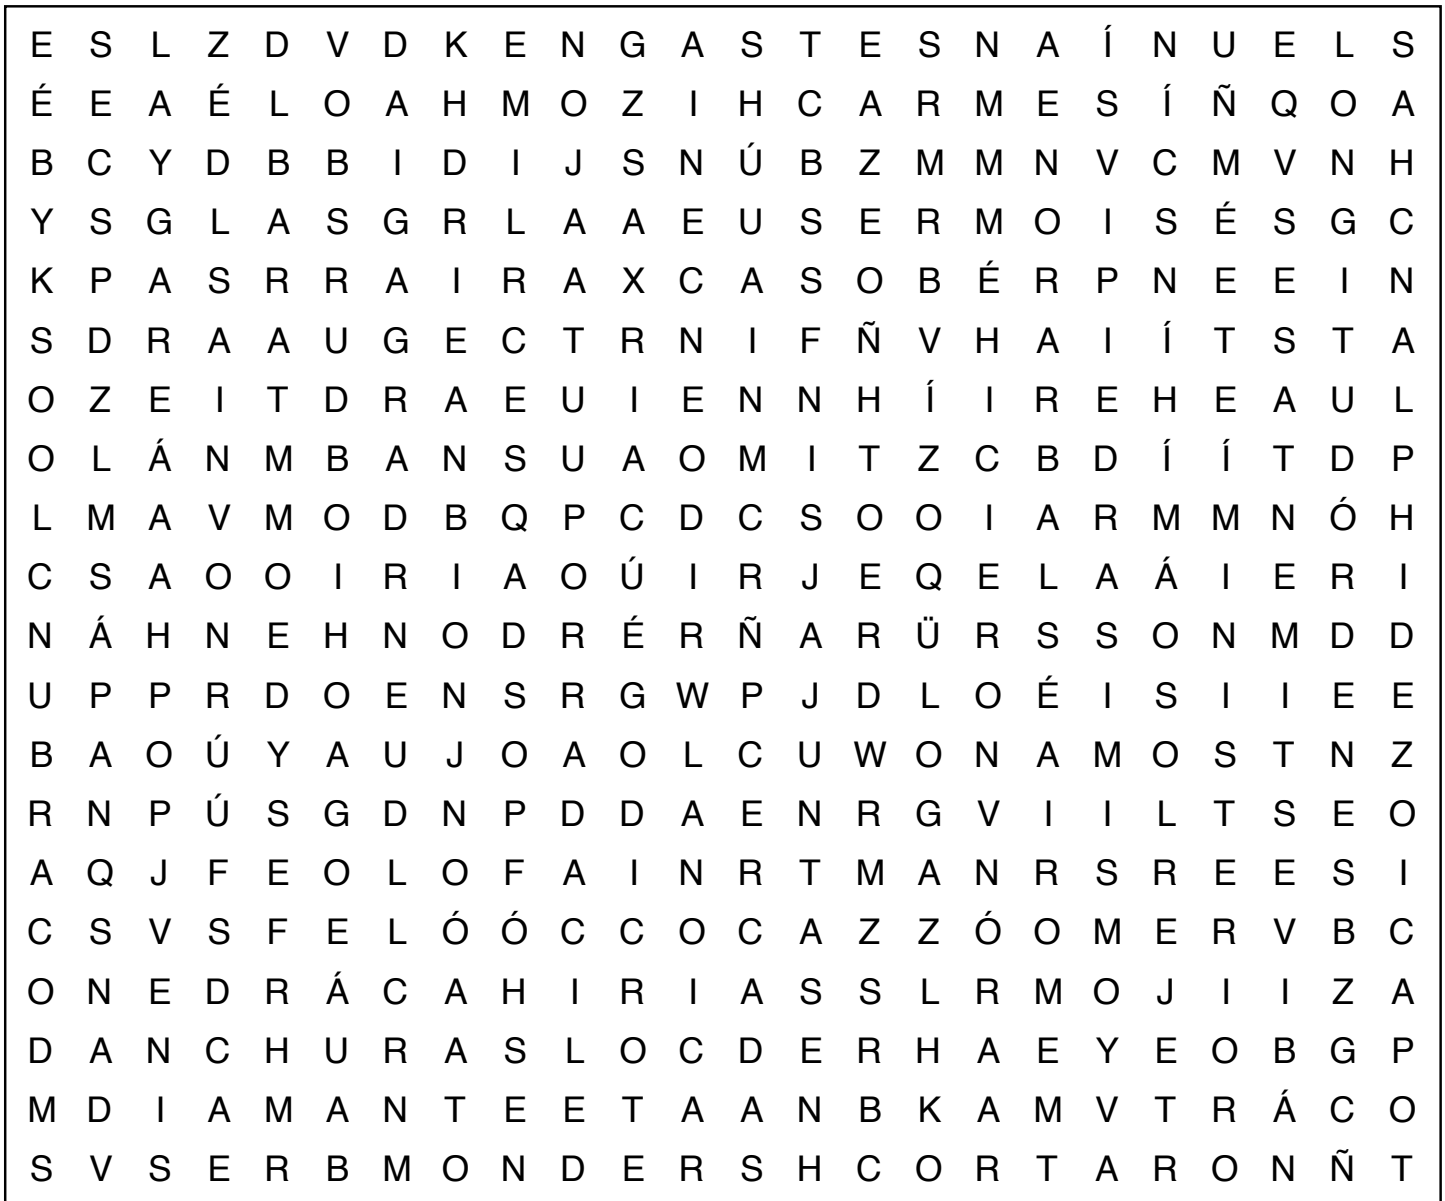 E S L Z D V D K E N G A S T E S N A Í N U E L S
É E A É L O A H M O Z I H C A R M E S Í Ñ Q O A
B C Y D B B I D I J S N Ú B Z M M N V C M V N H
Y S G L A S G R L A A E U S E R M O I S É S G C
K P A S R R A I R A X C A S O B É R P N E E I N
S D R A A U G E C T R N I F Ñ V H A I Í T S T A
O Z E I T D R A E U I E N N H Í I R E H E A U L
O L Á N M B A N S U A O M I T Z C B D Í Í T D P
L M A V M O D B Q P C D C S O O I A R M M N Ó H
C S A O O I R I A O Ú I R J E Q E L A Á I E R I
N Á H N E H N O D R É R Ñ A R Ü R S S O N M D D
U P P R D O E N S R G W P J D L O É I S I I E E
B A O Ú Y A U J O A O L C U W O N A M O S T N Z
R N P Ú S G D N P D D A E N R G V I I L T S E O
A Q J F E O L O F A I N R T M A N R S R E E S I
C S V S F E L Ó Ó C C O C A Z Z Ó O M E R V B C
O N E D R Á C A H I R I A S S L R M O J I I Z A
D A N C H U R A S L O C D E R H A E Y E O B G P
M D I A M A N T E E T A A N B K A M V T R Á C O
S V S E R B M O N D E R S H C O R T A R O N Ñ T